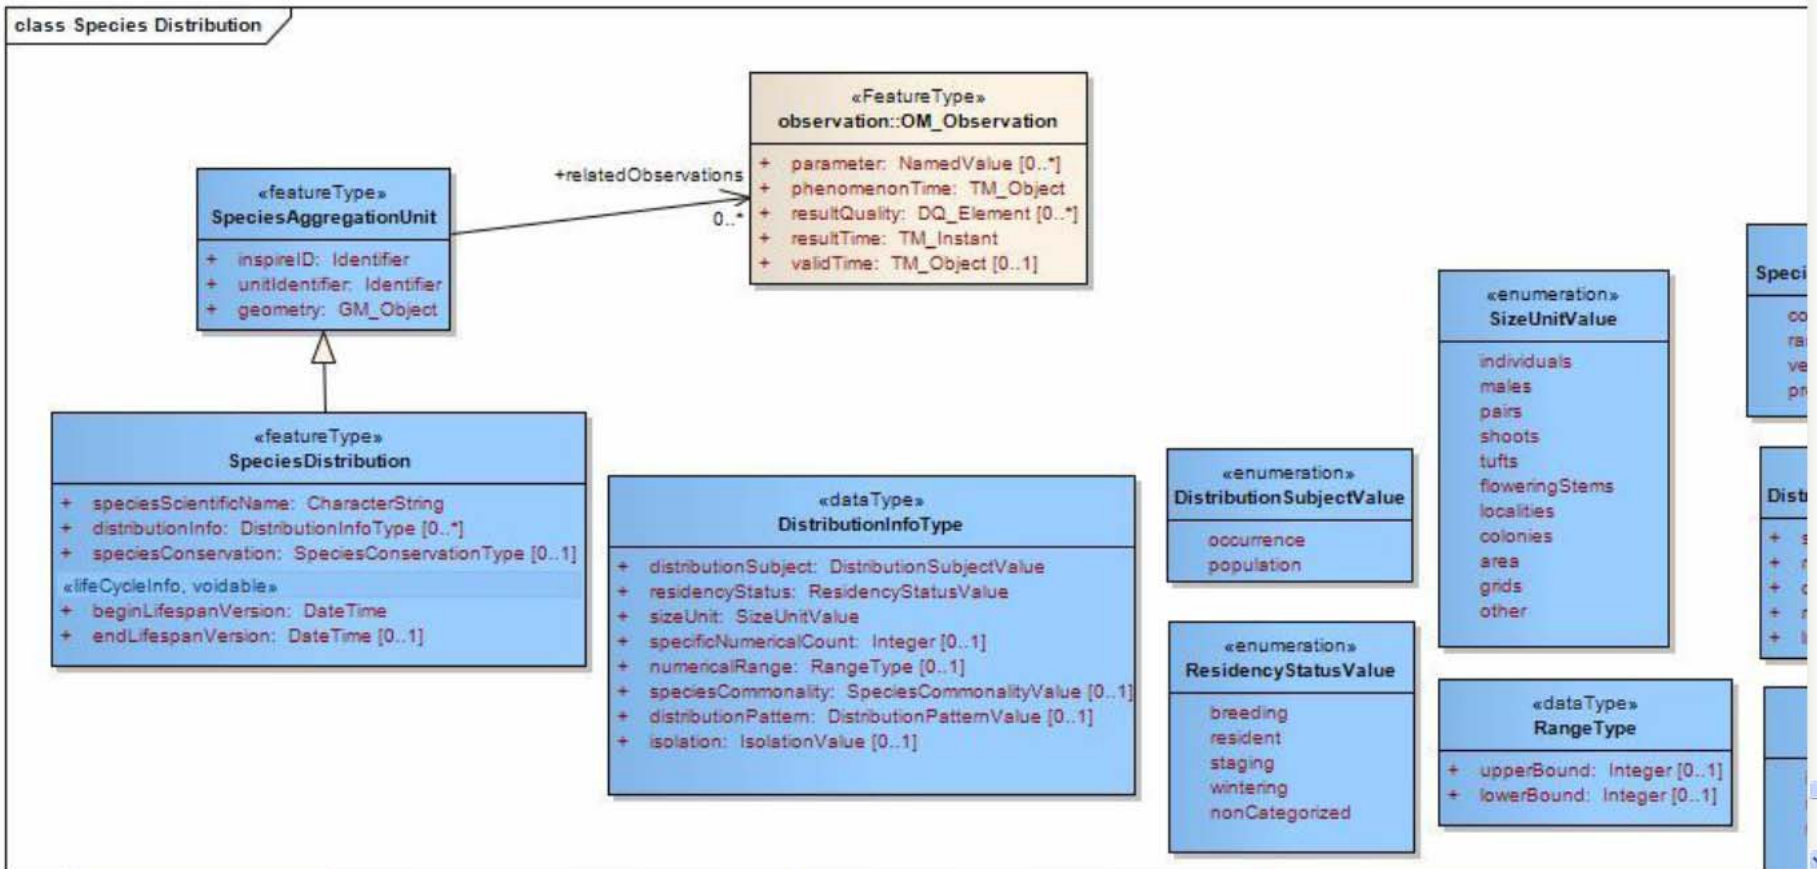 class Species Distribution
«FeatureType»
observation::OM_Observation
+ parameter: NamedValue [0..*]
+ phenomenonTime: TM_Object
+ resultQuality: DQ_Element [0..*]
+ resultTime: TM_Instant
+ validTime: TM_Object [0..1]
+relatedObservations
0..*
«featureType»
SpeciesAggregationUnit
+ inspireID: Identifier
+ unitIdentifier: Identifier
+ geometry: GM_Object
«featureType»
SpeciesDistribution
+ speciesScientificName: CharacterString
+ distributionInfo: DistributionInfoType [0..*]
+ speciesConservation: SpeciesConservationType [0..1]
«lifeCycleInfo, voidable»
+ beginLifespanVersion: DateTime
+ endLifespanVersion: DateTime [0..1]
«dataType»
DistributionInfoType
+ distributionSubject: DistributionSubjectValue
+ residencyStatus: ResidencyStatusValue
+ sizeUnit: SizeUnitValue
+ specificNumericalCount: Integer [0..1]
+ numericalRange: RangeType [0..1]
+ speciesCommonality: SpeciesCommonalityValue [0..1]
+ distributionPattern: DistributionPatternValue [0..1]
+ isolation: IsolationValue [0..1]
«enumeration»
DistributionSubjectValue
occurrence
population
«enumeration»
ResidencyStatusValue
breeding
resident
staging
wintering
nonCategorized
«enumeration»
SizeUnitValue
individuals
males
pairs
shoots
tufts
floweringStems
localities
colonies
area
grids
other
«dataType»
RangeType
+ upperBound: Integer [0..1]
+ lowerBound: Integer [0..1]